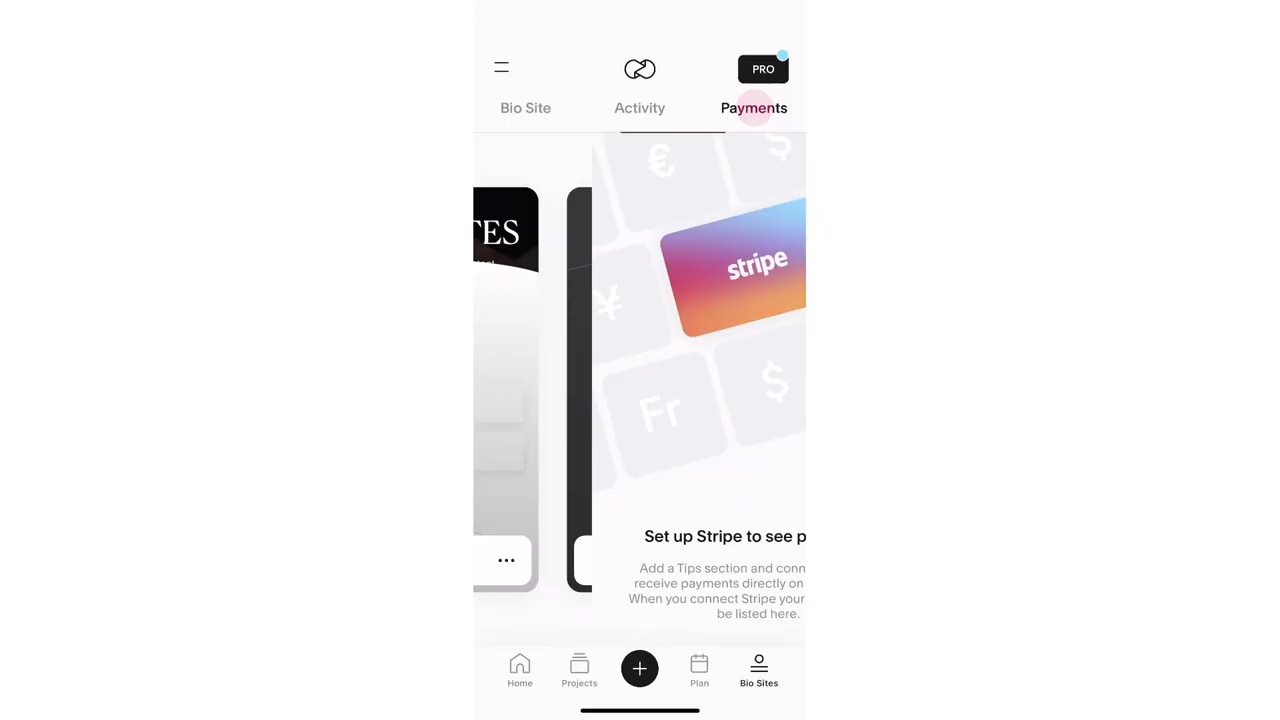 PRO
Bio Site
Activity
Payments
€
$
TES
stripe
¥
Fr
$
Set up Stripe to see p
Add a Tips section and conn
receive payments directly on
When you connect Stripe your
be listed here.
Home
Projects
Plan
Bio Sites